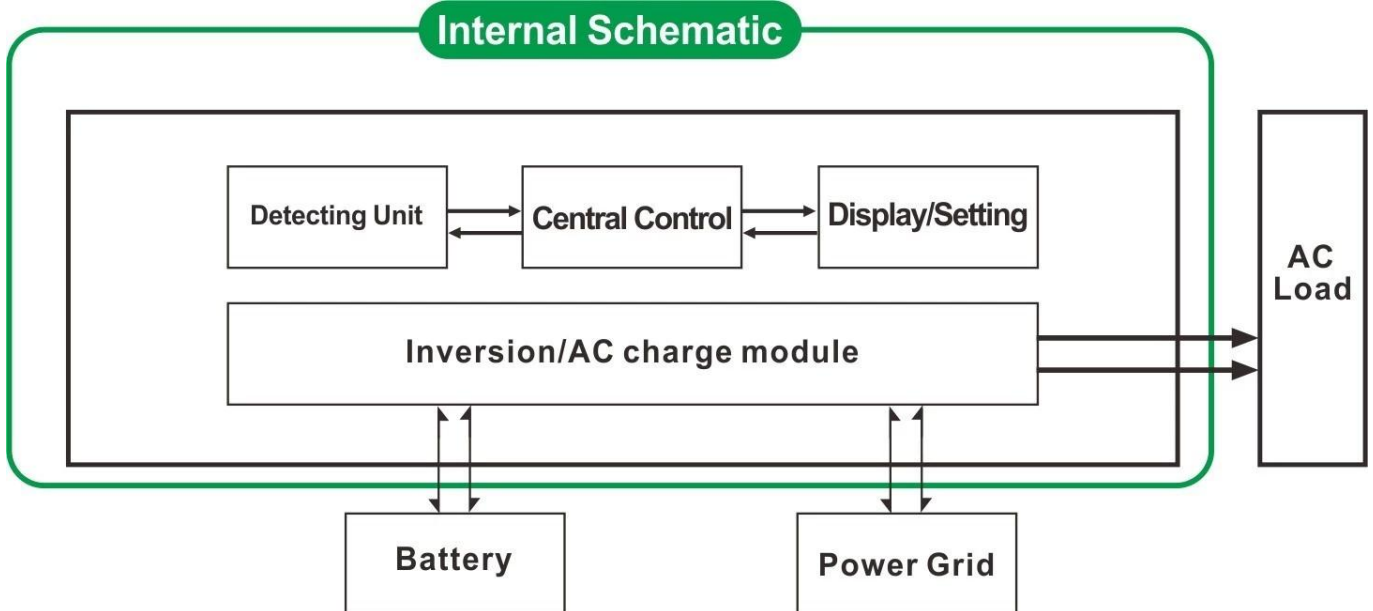 Internal Schematic
Detecting Unit
Central Control
Display/Setting
AC
Load
Inversion/AC charge module
Battery
Power Grid